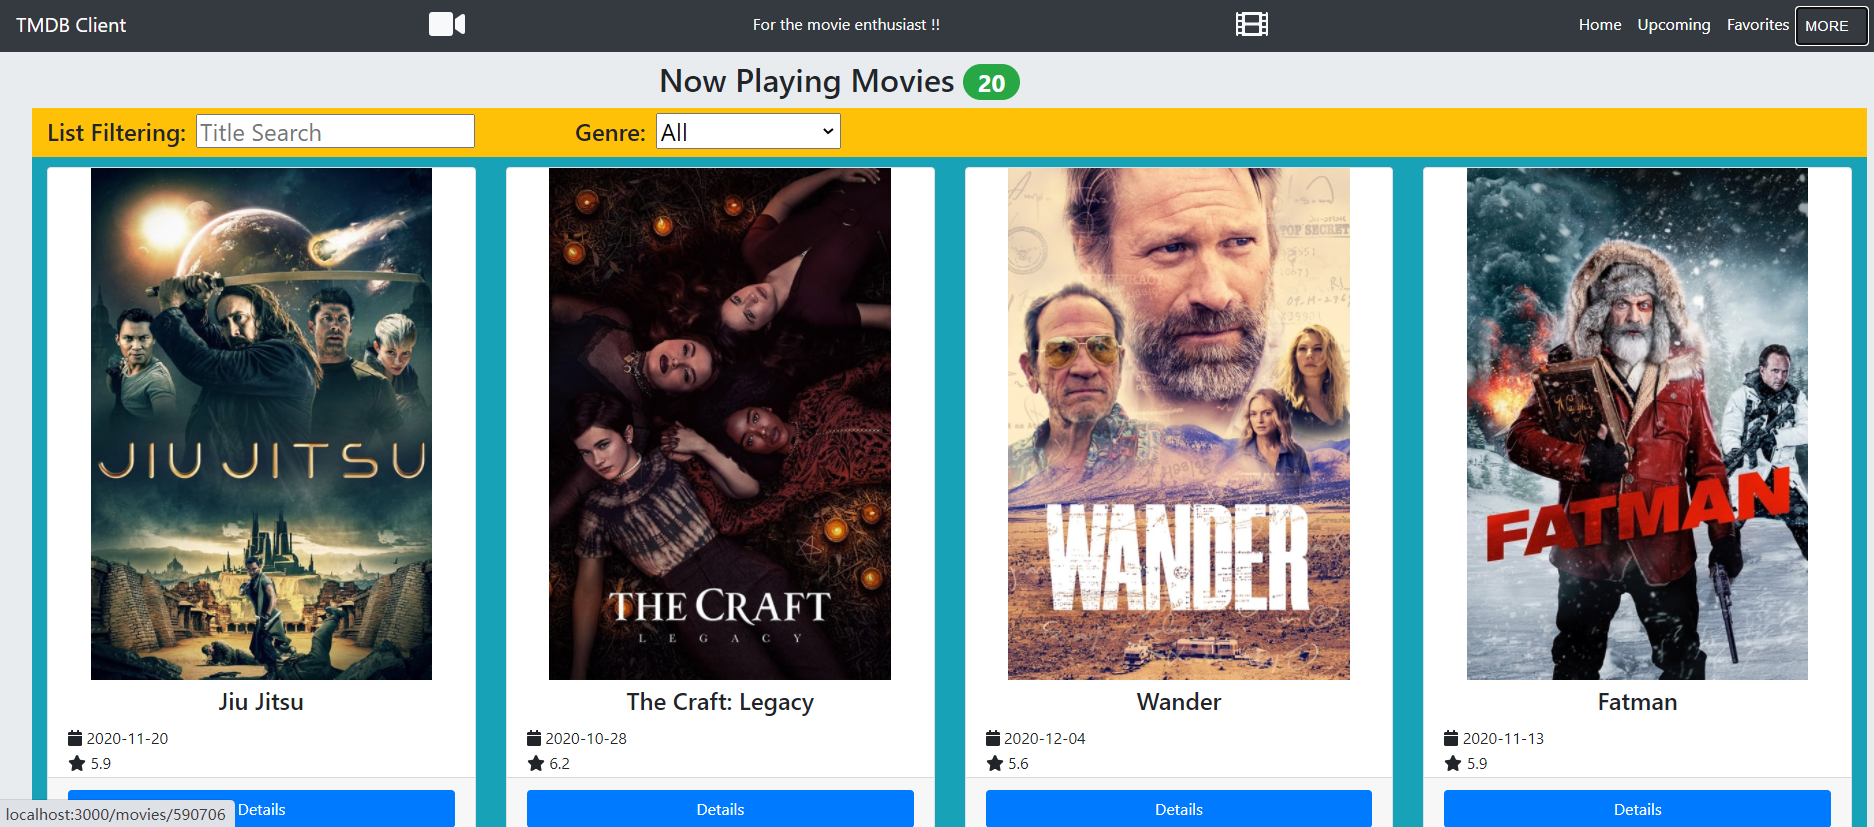 TMDB Client
For the movie enthusiast !!
Home Upcoming Favorites MORE
Now Playing Movies 20
List Filtering: Title Search Genre: All
JIU JITSU
THE CRAFT
LEGACY
TOP SECRET
WANDER
Naughty
FATMAN
Jiu Jitsu
The Craft: Legacy
Wander
Fatman
2020-11-20
2020-10-28
2020-12-04
2020-11-13
5.9
6.2
5.6
5.9
Details
Details
Details
Details
localhost:3000/movies/590706